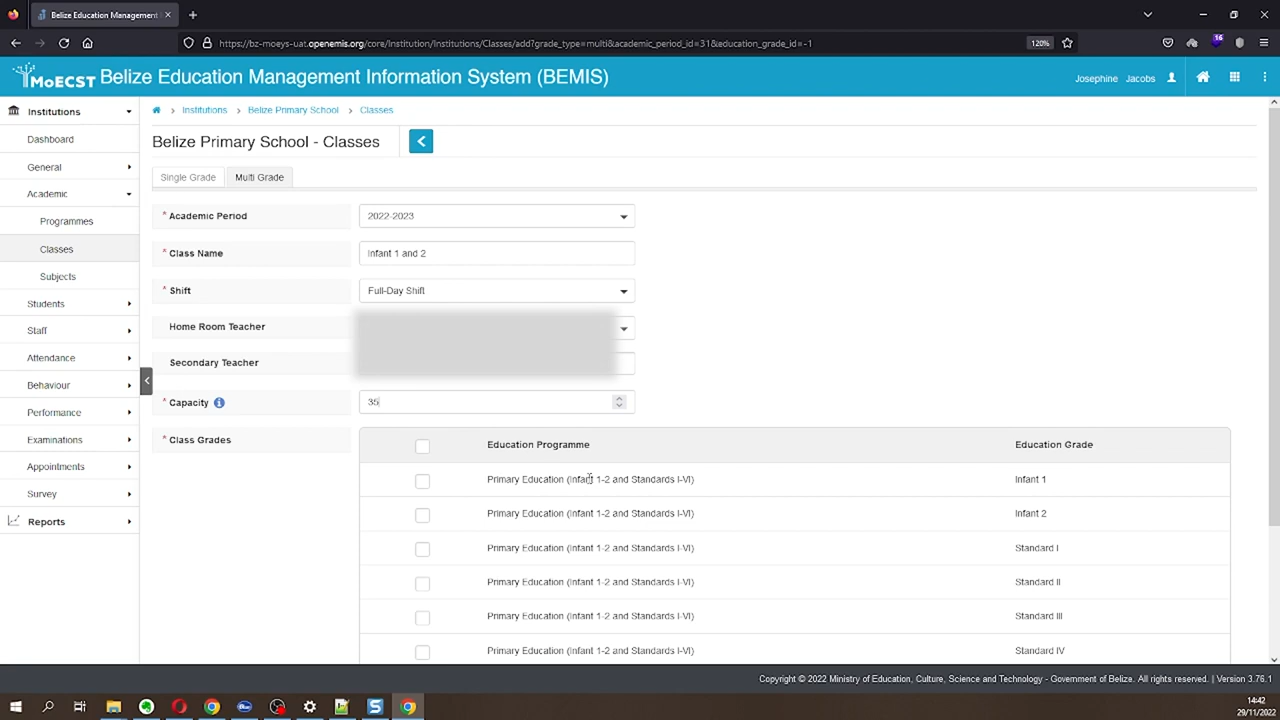 Belize Education Management
https://bz-moeys-uat.openemis.org/core/Institution/Institutions/Classes/add?grade_type=multi&academic_period_id=31&education_grade_id=-1
120%
16
MoECST Belize Education Management Information System (BEMIS)
Josephine Jacobs
Institutions
Dashboard
General
Academic
Programmes
Classes
Subjects
Students
Staff
Attendance
Behaviour
Performance
Examinations
Appointments
Survey
Reports
Institutions > Belize Primary School > Classes
Belize Primary School - Classes
Single Grade
Multi Grade
* Academic Period 2022-2023
* Class Name Infant 1 and 2
* Shift Full-Day Shift
Home Room Teacher
Secondary Teacher
* Capacity 35
* Class Grades
Education Programme Education Grade
Primary Education (Infant 1-2 and Standards I-VI) Infant 1
Primary Education (Infant 1-2 and Standards I-VI) Infant 2
Primary Education (Infant 1-2 and Standards I-VI) Standard I
Primary Education (Infant 1-2 and Standards I-VI) Standard II
Primary Education (Infant 1-2 and Standards I-VI) Standard III
Primary Education (Infant 1-2 and Standards I-VI) Standard IV
Copyright © 2022 Ministry of Education, Culture, Science and Technology - Government of Belize. All rights reserved. | Version 3.76.1
14:42
29/11/2022